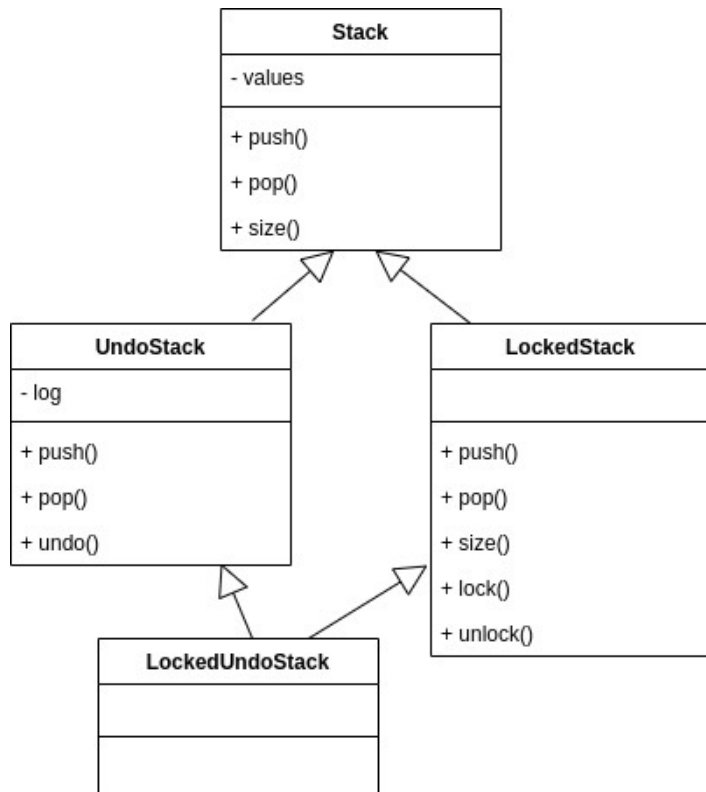 Stack
- values
+ push()
+ pop()
+ size()
UndoStack
- log
+ push()
+ pop()
+ undo()
LockedStack
+ push()
+ pop()
+ size()
+ lock()
+ unlock()
LockedUndoStack